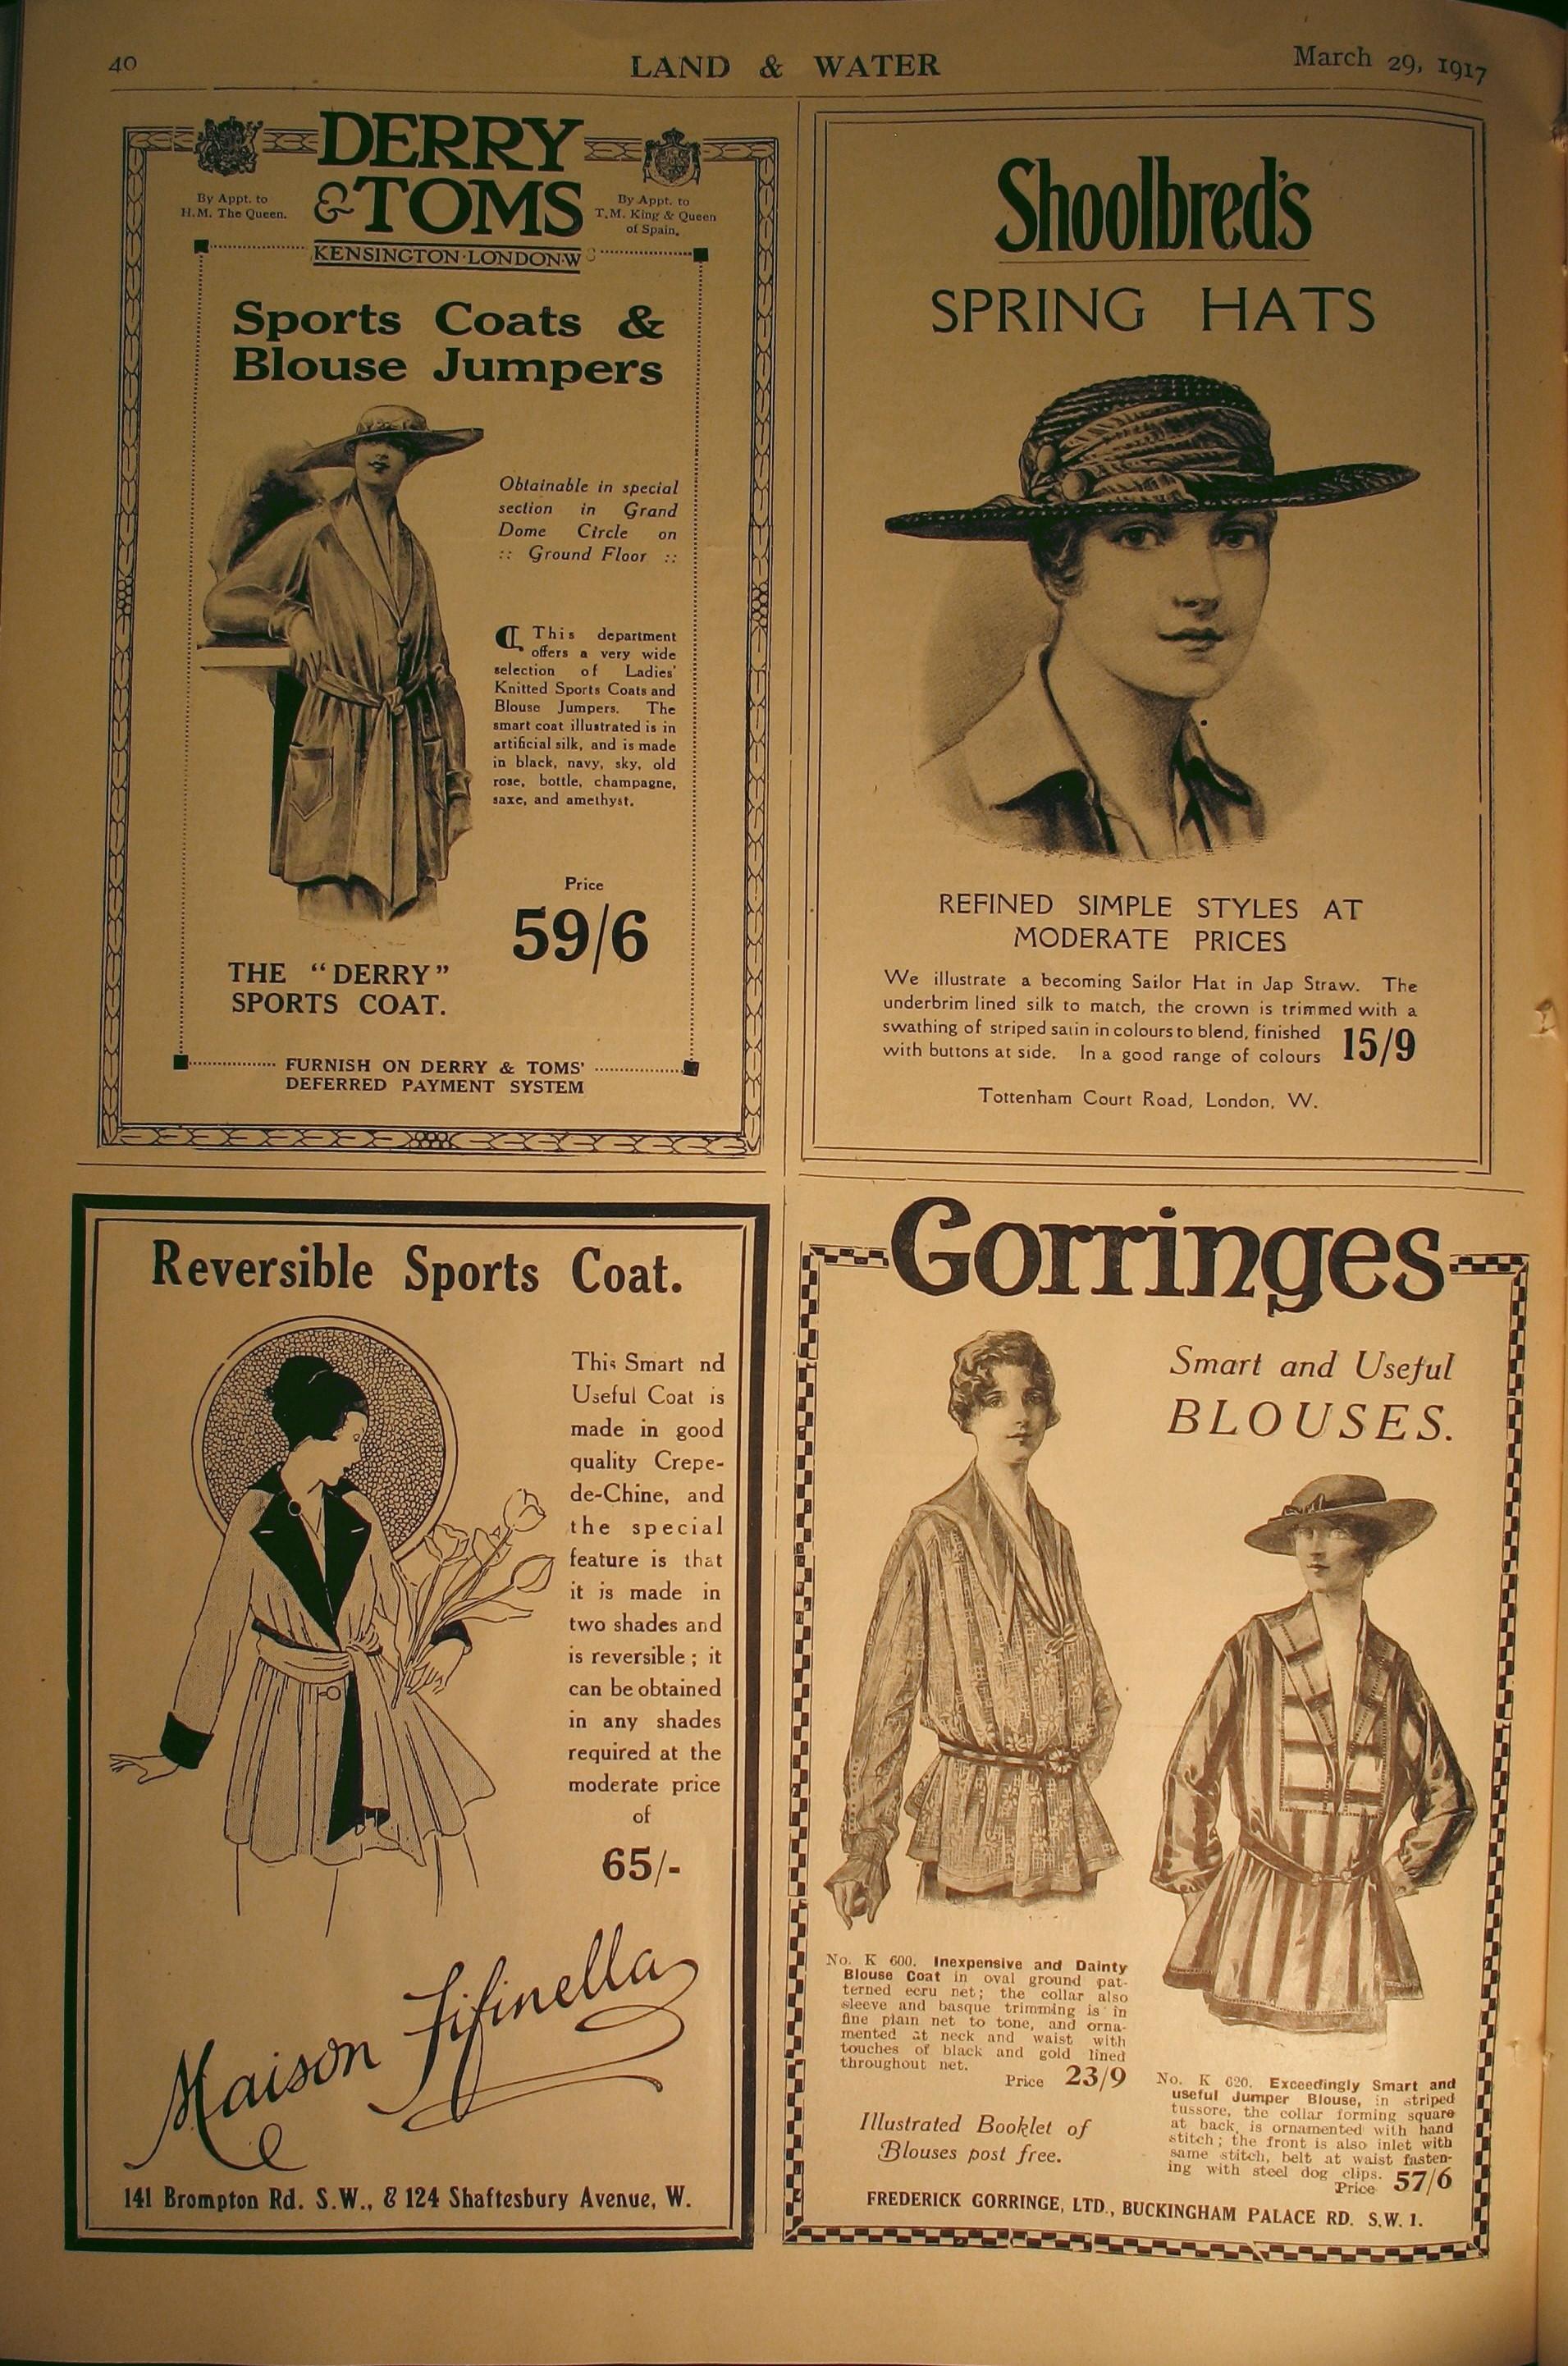 40
LAND & WATER
March 29, 1917
DERRY
& TOMS
By Appt. to
H.M. The Queen.
By Appt. to
T.M. King & Queen
of Spain.
KENSINGTON·LONDON·W
Sports Coats &
Blouse Jumpers
Obtainable in special
section in Grand
Dome Circle on
:: Ground Floor ::
This department
offers a very wide
selection of Ladies'
Knitted Sports Coats and
Blouse Jumpers. The
smart coat illustrated is in
artificial silk, and is made
in black, navy, sky, old
rose, bottle, champagne,
saxe, and amethyst.
Price
59/6
THE "DERRY"
SPORTS COAT.
FURNISH ON DERRY & TOMS'
DEFERRED PAYMENT SYSTEM
Shoolbred's
SPRING HATS
REFINED SIMPLE STYLES AT
MODERATE PRICES
We illustrate a becoming Sailor Hat in Jap Straw. The
underbrim lined silk to match, the crown is trimmed with a
swathing of striped satin in colours to blend, finished
with buttons at side. In a good range of colours 15/9
Tottenham Court Road, London, W.
Reversible Sports Coat.
This Smart nd
Useful Coat is
made in good
quality Crepe-
de-Chine, and
the special
feature is that
it is made in
two shades and
is reversible; it
can be obtained
in any shades
required at the
moderate price
of
65/-
Maison Fifinella
141 Brompton Rd. S.W., & 124 Shaftesbury Avenue, W.
Gorringes
Smart and Useful
BLOUSES.
No. K 600. Inexpensive and Dainty
Blouse Coat in oval ground pat-
terned ecru net; the collar also
sleeve and basque trimming is in
fine plain net to tone, and orna-
mented at neck and waist with
touches of black and gold lined
throughout net.
Price 23/9
Illustrated Booklet of
Blouses post free.
No. K 620. Exceedingly Smart and
useful Jumper Blouse, in striped
tussore, the collar forming square
at back, is ornamented with hand
stitch; the front is also inlet with
same stitch, belt at waist fasten-
ing with steel dog clips.
Price 57/6
FREDERICK GORRINGE, LTD., BUCKINGHAM PALACE RD. S.W. 1.